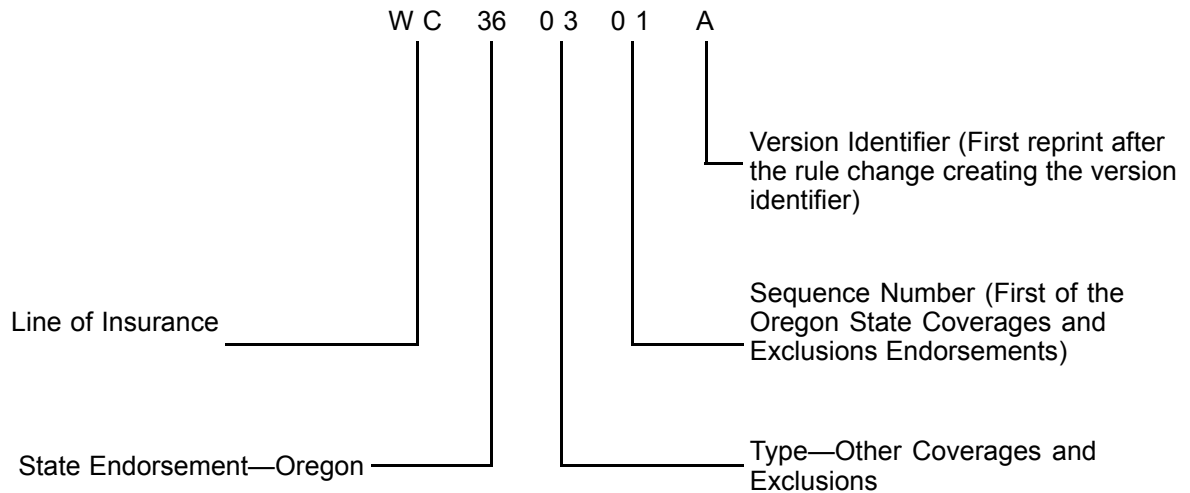 W C 36 0 3 0 1 A
Version Identifier (First reprint after
the rule change creating the version
identifier)
Sequence Number (First of the
Oregon State Coverages and
Exclusions Endorsements)
Line of Insurance
Type—Other Coverages and
Exclusions
State Endorsement—Oregon